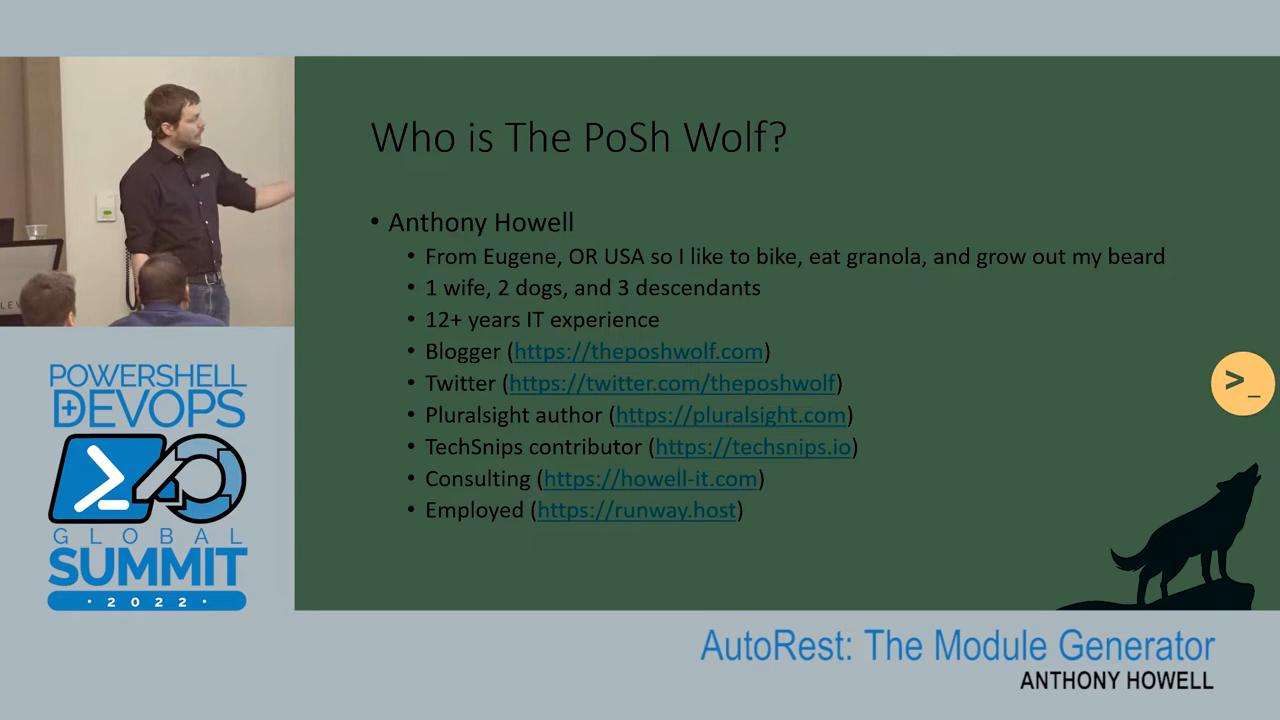 Who is The PoSh Wolf?
• Anthony Howell
• From Eugene, OR USA so I like to bike, eat granola, and grow out my beard
• 1 wife, 2 dogs, and 3 descendants
• 12+ years IT experience
• Blogger (https://theposhwolf.com)
• Twitter (https://twitter.com/theposhwolf)
• Pluralsight author (https://pluralsight.com)
• TechSnips contributor (https://techsnips.io)
• Consulting (https://howell-it.com)
• Employed (https://runway.host)
>_
POWERSHELL
DEVOPS
GLOBAL
SUMMIT
· 2022 ·
AutoRest: The Module Generator
ANTHONY HOWELL